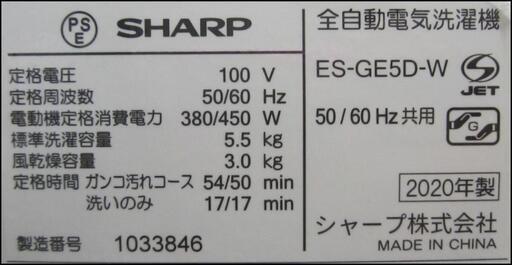 PSE SHARP
定格電圧 100 V
定格周波数 50/60 Hz
電動機定格消費電力 380/450 W
標準洗濯容量 5.5 kg
風乾燥容量 3.0 kg
定格時間 ガンコ汚れコース 54/50 min
洗いのみ 17/17 min
製造番号 1033846
全自動電気洗濯機
ES-GE5D-W
S JET
50/60 Hz 共用
G
2020年製
シャープ株式会社
MADE IN CHINA